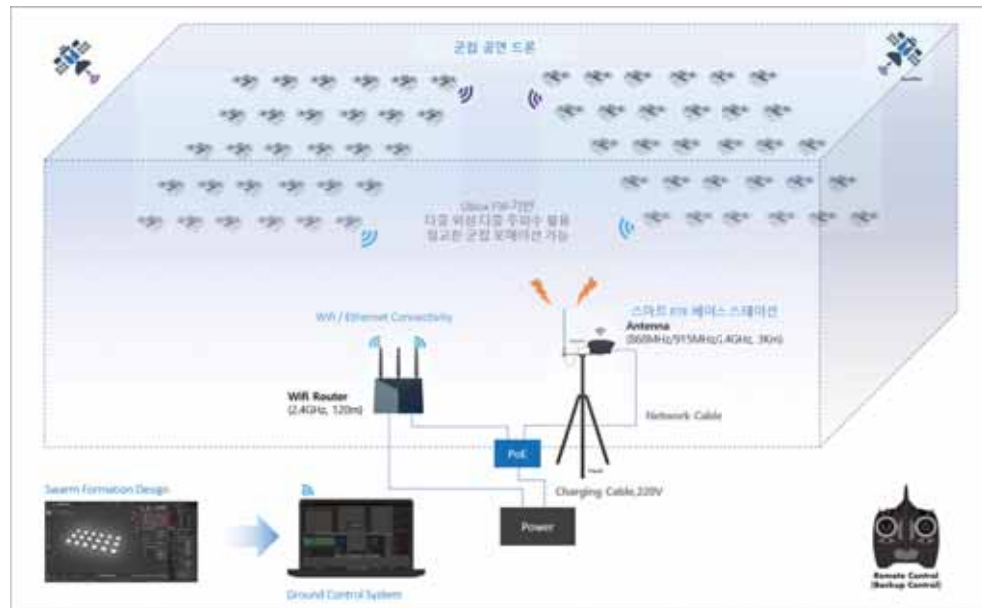 군집 공연 드론
Ublox F9P기반
다중 위성 다중 주파수 활용
정교한 군집 포메이션 가능
Wifi / Ethernet Connectivity
스마트 RTK 베이스 스테이션
Antenna
(868MHz/915MHz/2.4GHz, 3Km)
Wifi Router
(2.4GHz, 120m)
Network Cable
PoE
Charging Cable, 220V
Power
Swarm Formation Design
Ground Control System
Remote Control
(Backup Control)